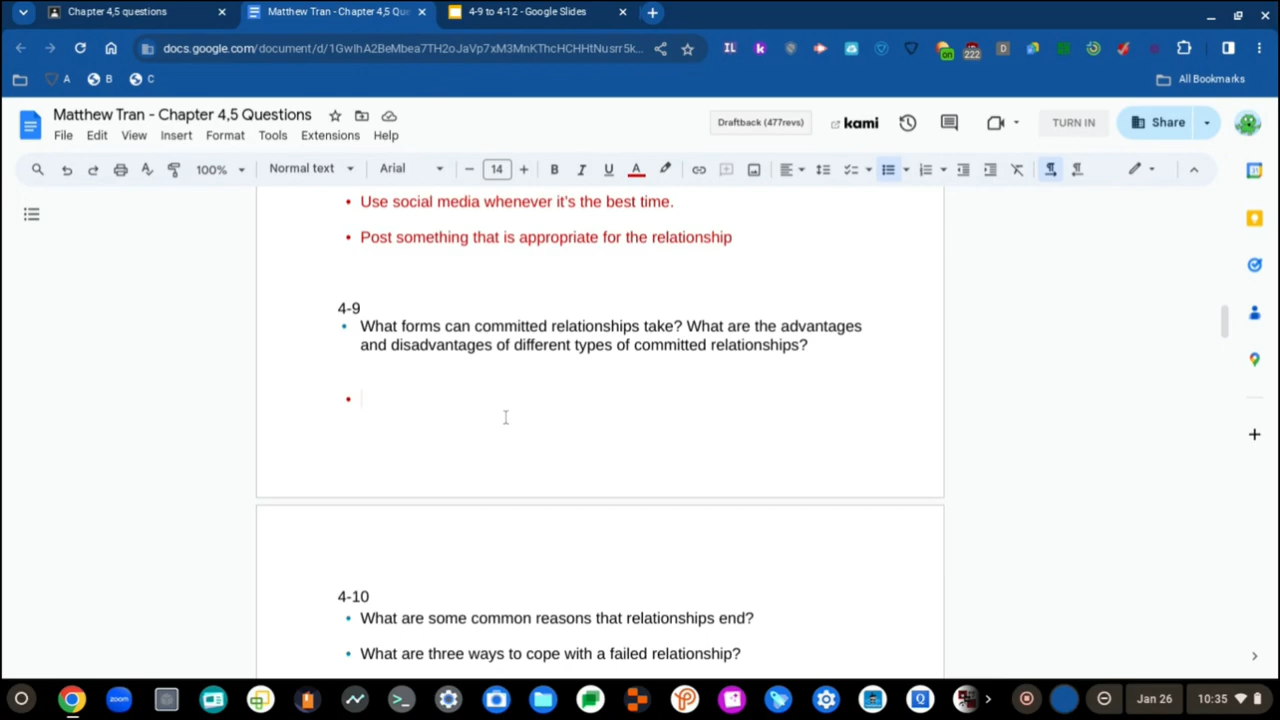 Chapter 4,5 questions
Matthew Tran - Chapter 4,5 Qu
4-9 to 4-12 - Google Slides
docs.google.com/document/d/1GwIhA2BeMbea7TH2oJaVp7xM3MnKThcHCHHtNusrr5k...
IL
k
on
222
D
A
B
C
All Bookmarks
Matthew Tran - Chapter 4,5 Questions
File Edit View Insert Format Tools Extensions Help
Draftback (477revs)
kami
TURN IN
Share
100%
Normal text
Arial
14
B
I
U
A
• Use social media whenever it's the best time.
• Post something that is appropriate for the relationship
4-9
• What forms can committed relationships take? What are the advantages
and disadvantages of different types of committed relationships?
•
4-10
• What are some common reasons that relationships end?
• What are three ways to cope with a failed relationship?
zoom
Q
Jan 26
10:35